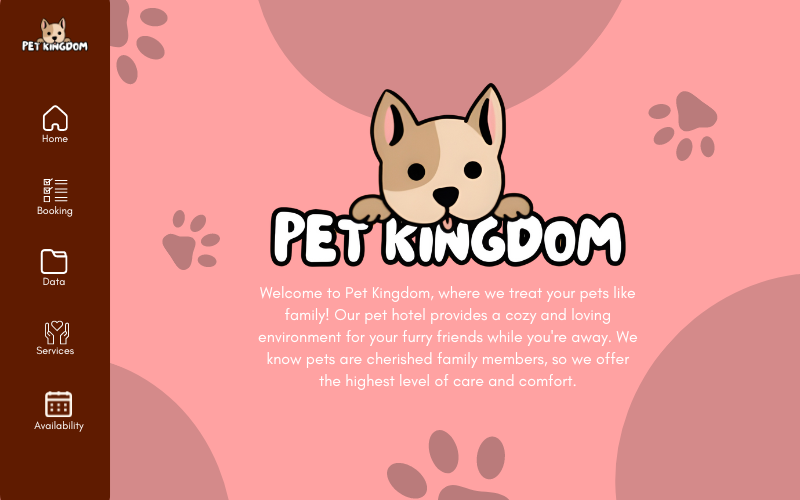 PET KINGDOM
Home
Booking
Data
Services
Availability
PET KINGDOM
Welcome to Pet Kingdom, where we treat your pets like
family! Our pet hotel provides a cozy and loving
environment for your furry friends while you're away. We
know pets are cherished family members, so we offer
the highest level of care and comfort.